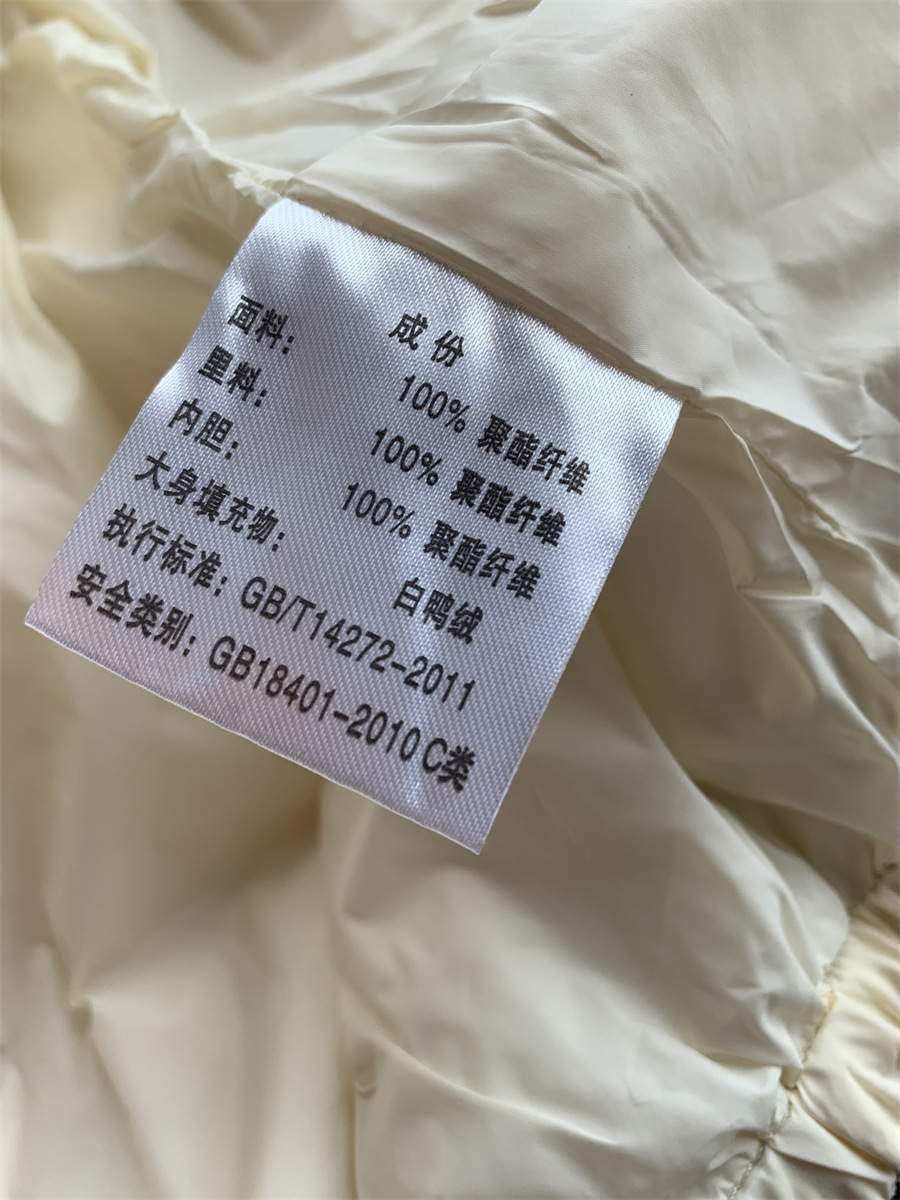 成份
面料: 100% 聚酯纤维
里料: 100% 聚酯纤维
内胆: 100% 聚酯纤维
大身填充物: 白鸭绒
执行标准: GB/T14272-2011
安全类别: GB18401-2010 C类